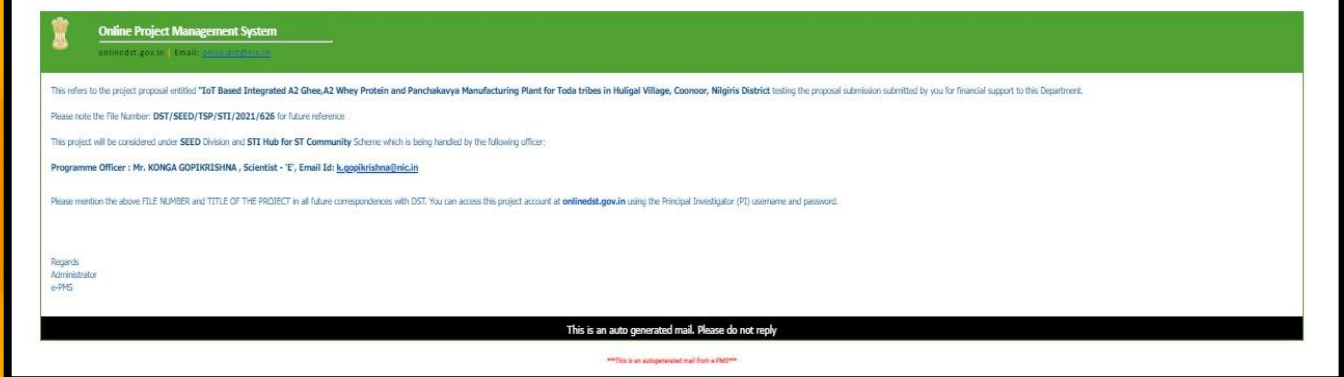 Online Project Management System
onlinedst.gov.in | Email: pmso.dst@nic.in
This refers to the project proposal entitled "IoT Based Integrated A2 Ghee,A2 Whey Protein and Panchakavya Manufacturing Plant for Toda tribes in Huligal Village, Coonoor, Nilgiris District testing the proposal submission submitted by you for financial support to this Department.
Please note the File Number: DST/SEED/TSP/STI/2021/626 for future reference
This project will be considered under SEED Division and STI Hub for ST Community Scheme which is being handled by the following officer:
Programme Officer : Mr. KONGA GOPIKRISHNA , Scientist - 'E', Email Id: k.gopikrishna@nic.in
Please mention the above FILE NUMBER and TITLE OF THE PROJECT in all future correspondences with DST. You can access this project account at onlinedst.gov.in using the Principal Investigator (PI) username and password.
Regards
Administrator
e-PMS
This is an auto generated mail. Please do not reply
***This is an autogenerated mail from e-PMS***